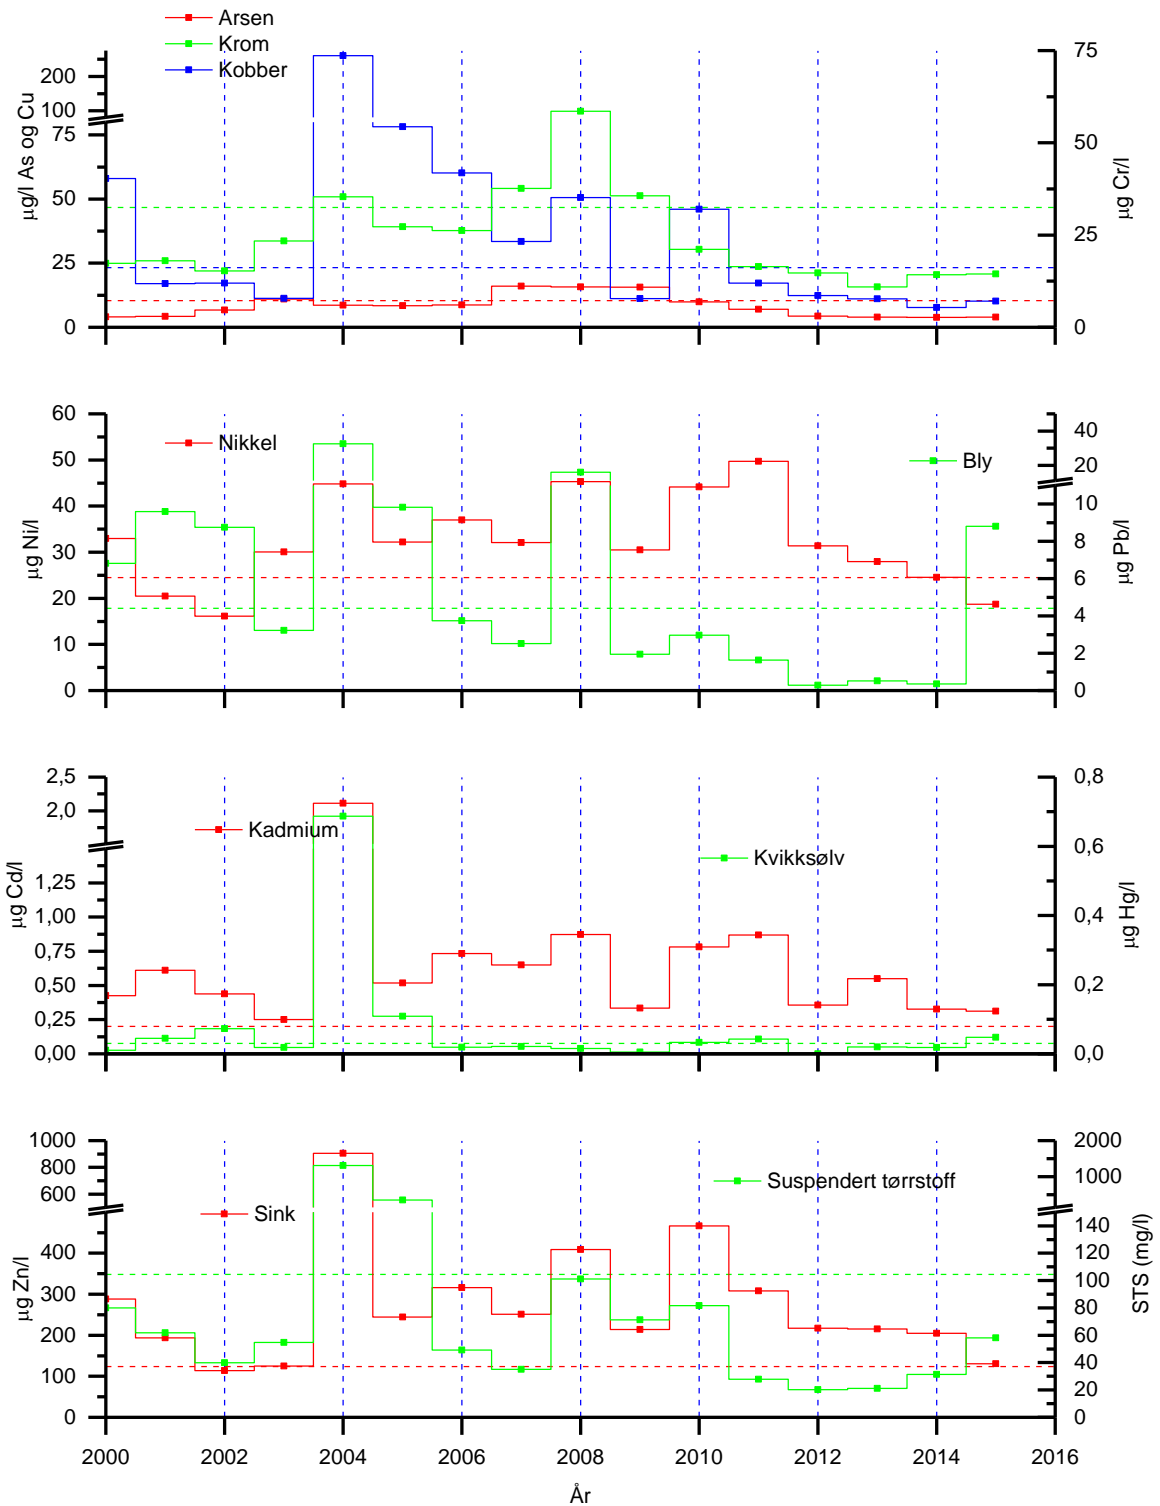 Arsen
Krom
Kobber
200
100
75
50
25
0
µg/l As og Cu
75
50
25
0
µg Cr/l
60
50
40
30
20
10
0
µg Ni/l
Nikkel
Bly
40
20
10
8
6
4
2
0
µg Pb/l
2,5
2,0
1,25
1,00
0,75
0,50
0,25
0,00
µg Cd/l
Kadmium
Kvikksølv
0,8
0,6
0,4
0,2
0,0
µg Hg/l
1000
800
600
400
300
200
100
0
µg Zn/l
Sink
Suspendert tørrstoff
2000
1000
140
120
100
80
60
40
20
0
STS (mg/l)
2000 2002 2004 2006 2008 2010 2012 2014 2016
År